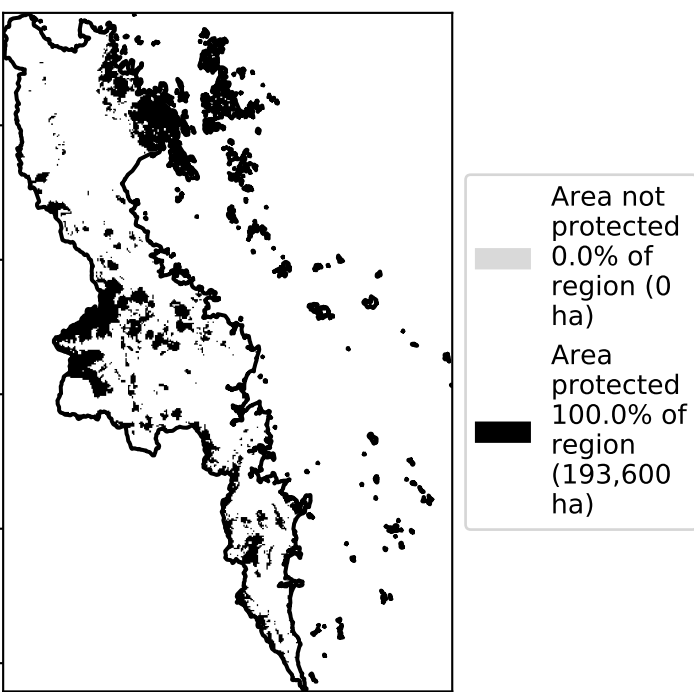 Area not
protected
0.0% of
region (0
ha)
Area
protected
100.0% of
region
(193,600
ha)